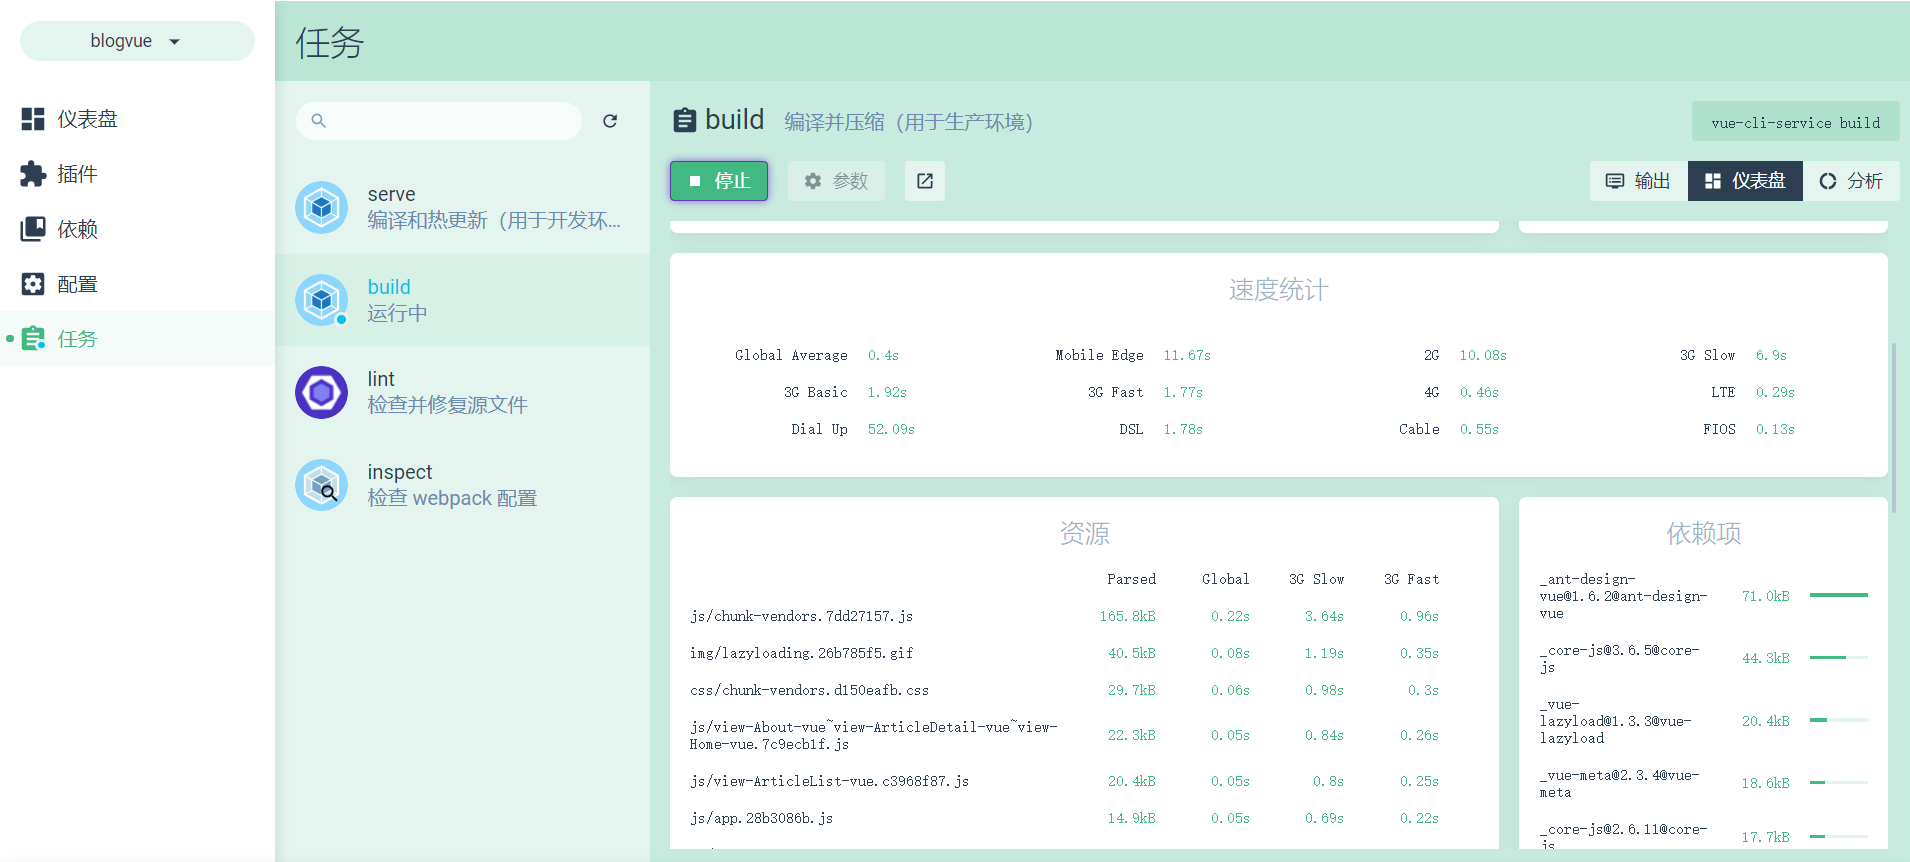 blogvue
仪表盘
插件
依赖
配置
任务
任务
serve
编译和热更新（用于开发环...
build
运行中
lint
检查并修复源文件
inspect
检查 webpack 配置
build 编译并压缩（用于生产环境）
vue-cli-service build
停止 参数
输出 仪表盘 分析
速度统计
Global Average 0.4s Mobile Edge 11.67s 2G 10.08s 3G Slow 6.9s
3G Basic 1.92s 3G Fast 1.77s 4G 0.46s LTE 0.29s
Dial Up 52.09s DSL 1.78s Cable 0.55s FIOS 0.13s
资源
Parsed Global 3G Slow 3G Fast
js/chunk-vendors.7dd27157.js 165.8kB 0.22s 3.64s 0.96s
img/lazyloading.26b785f5.gif 40.5kB 0.08s 1.19s 0.35s
css/chunk-vendors.d150eafb.css 29.7kB 0.06s 0.98s 0.3s
js/view-About-vue~view-ArticleDetail-vue~view-
Home-vue.7c9ecb1f.js 22.3kB 0.05s 0.84s 0.26s
js/view-ArticleList-vue.c3968f87.js 20.4kB 0.05s 0.8s 0.25s
js/app.28b3086b.js 14.9kB 0.05s 0.69s 0.22s
依赖项
_ant-design-
vue@1.6.2@ant-design- 71.0kB
vue
_core-js@3.6.5@core-
js 44.3kB
_vue-
lazyload@1.3.3@vue- 20.4kB
lazyload
_vue-meta@2.3.4@vue-
meta 18.6kB
_core-js@2.6.11@core-
js 17.7kB